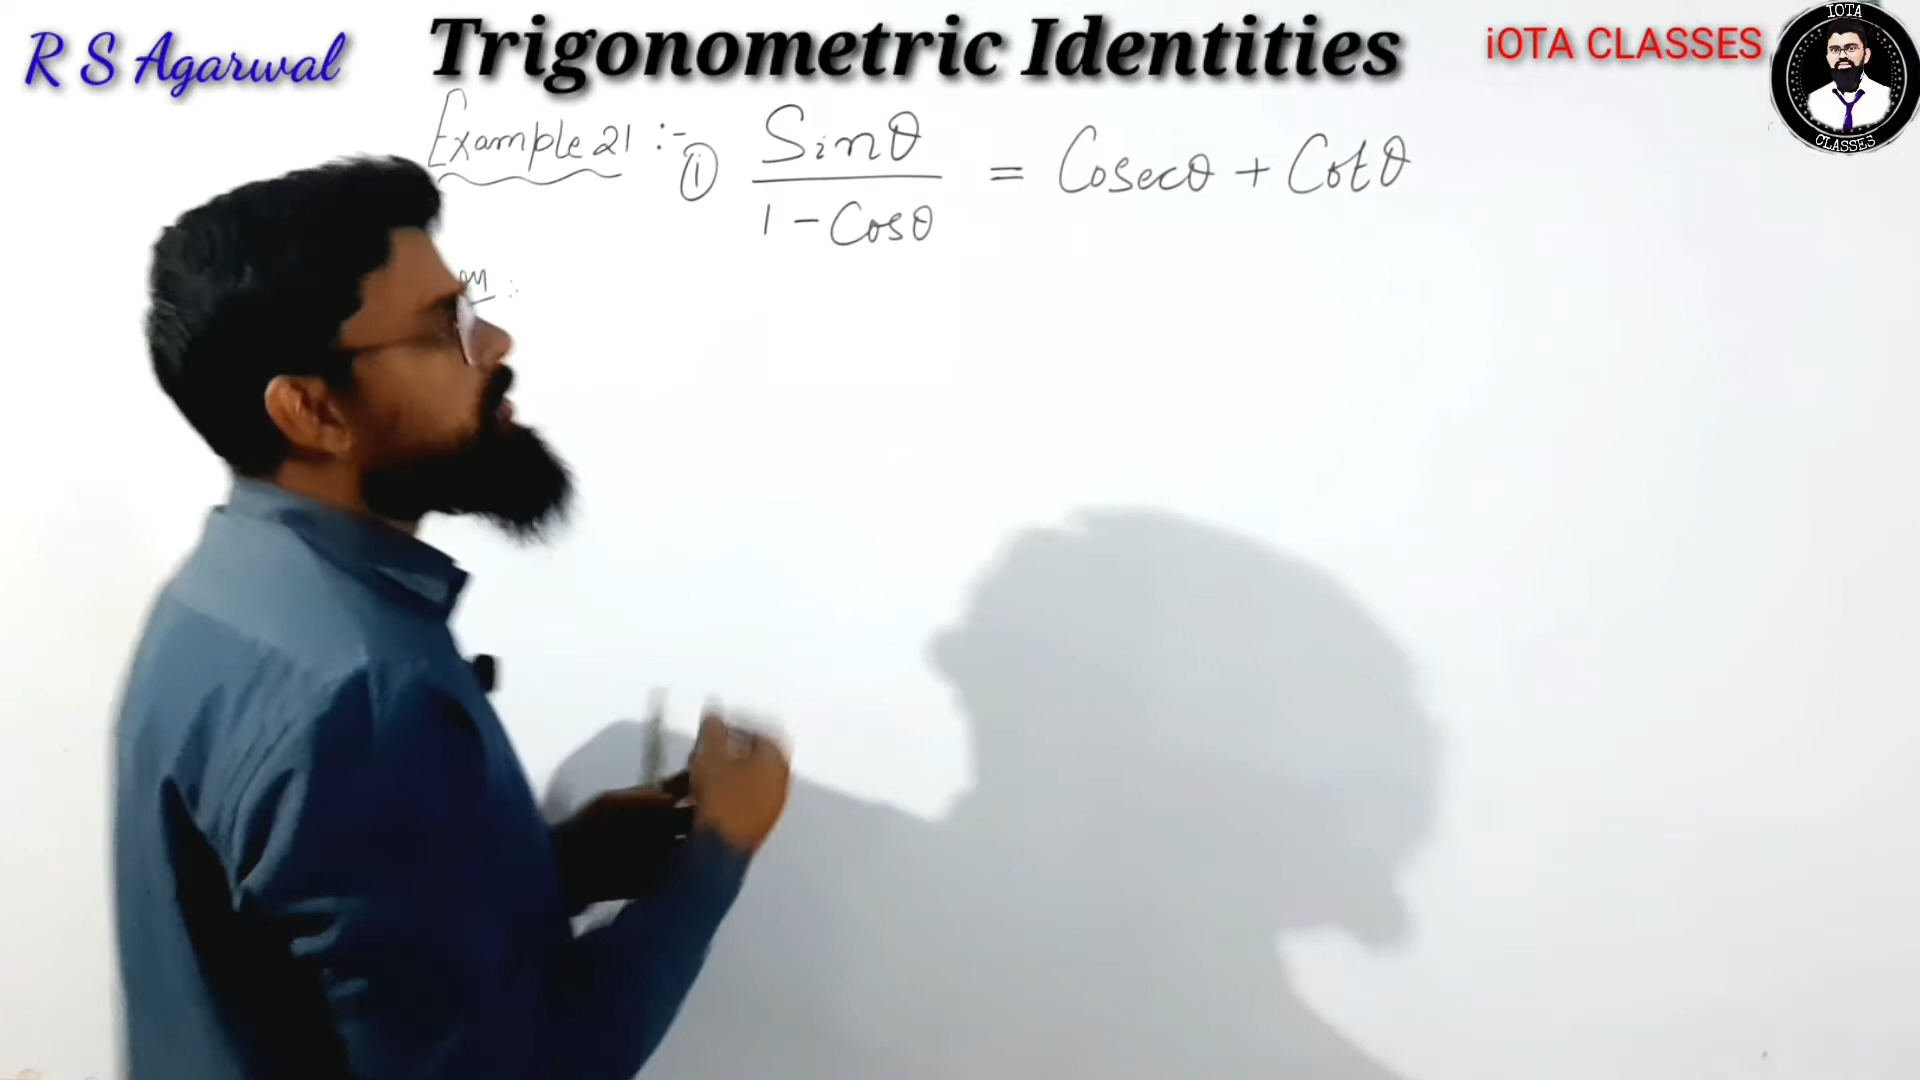 R S Agarwal
Trigonometric Identities
iOTA CLASSES
IOTA
CLASSES
Example 21 :- ① Sinθ / 1 - Cosθ = Cosecθ + Cotθ